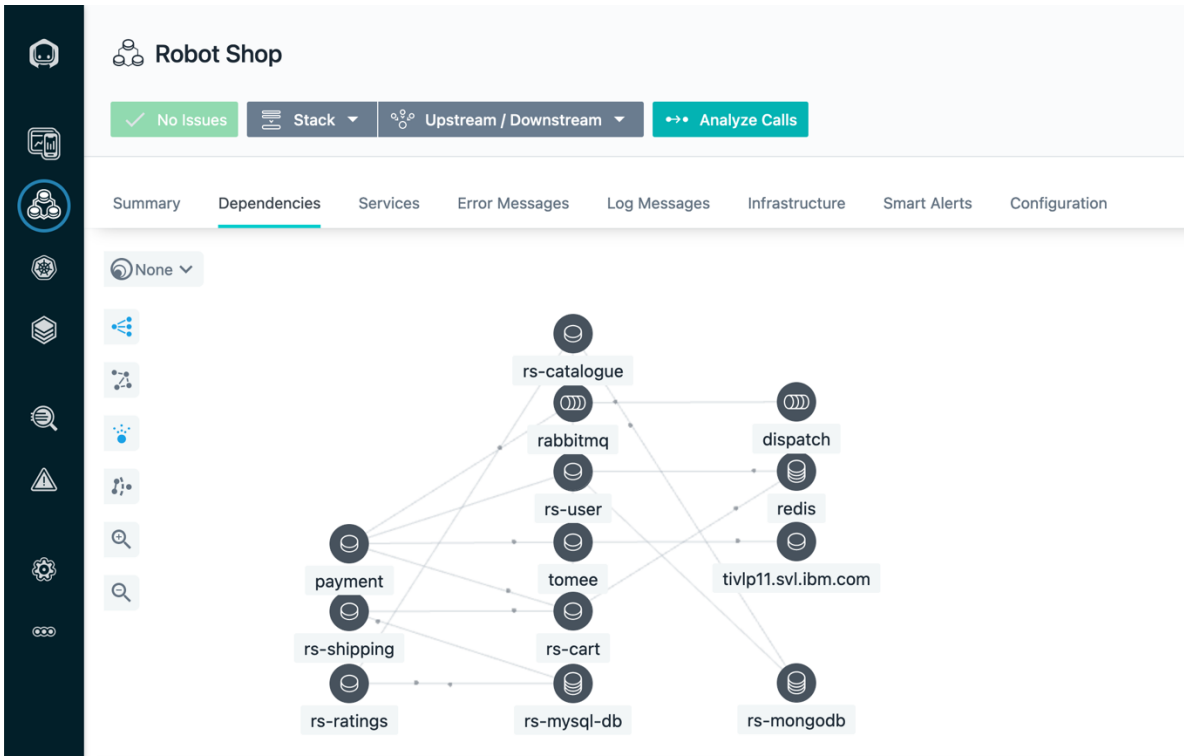 Robot Shop
No Issues
Stack
Upstream / Downstream
Analyze Calls
Summary
Dependencies
Services
Error Messages
Log Messages
Infrastructure
Smart Alerts
Configuration
None
rs-catalogue
rabbitmq
dispatch
rs-user
redis
payment
tomee
tivlp11.svl.ibm.com
rs-shipping
rs-cart
rs-ratings
rs-mysql-db
rs-mongodb